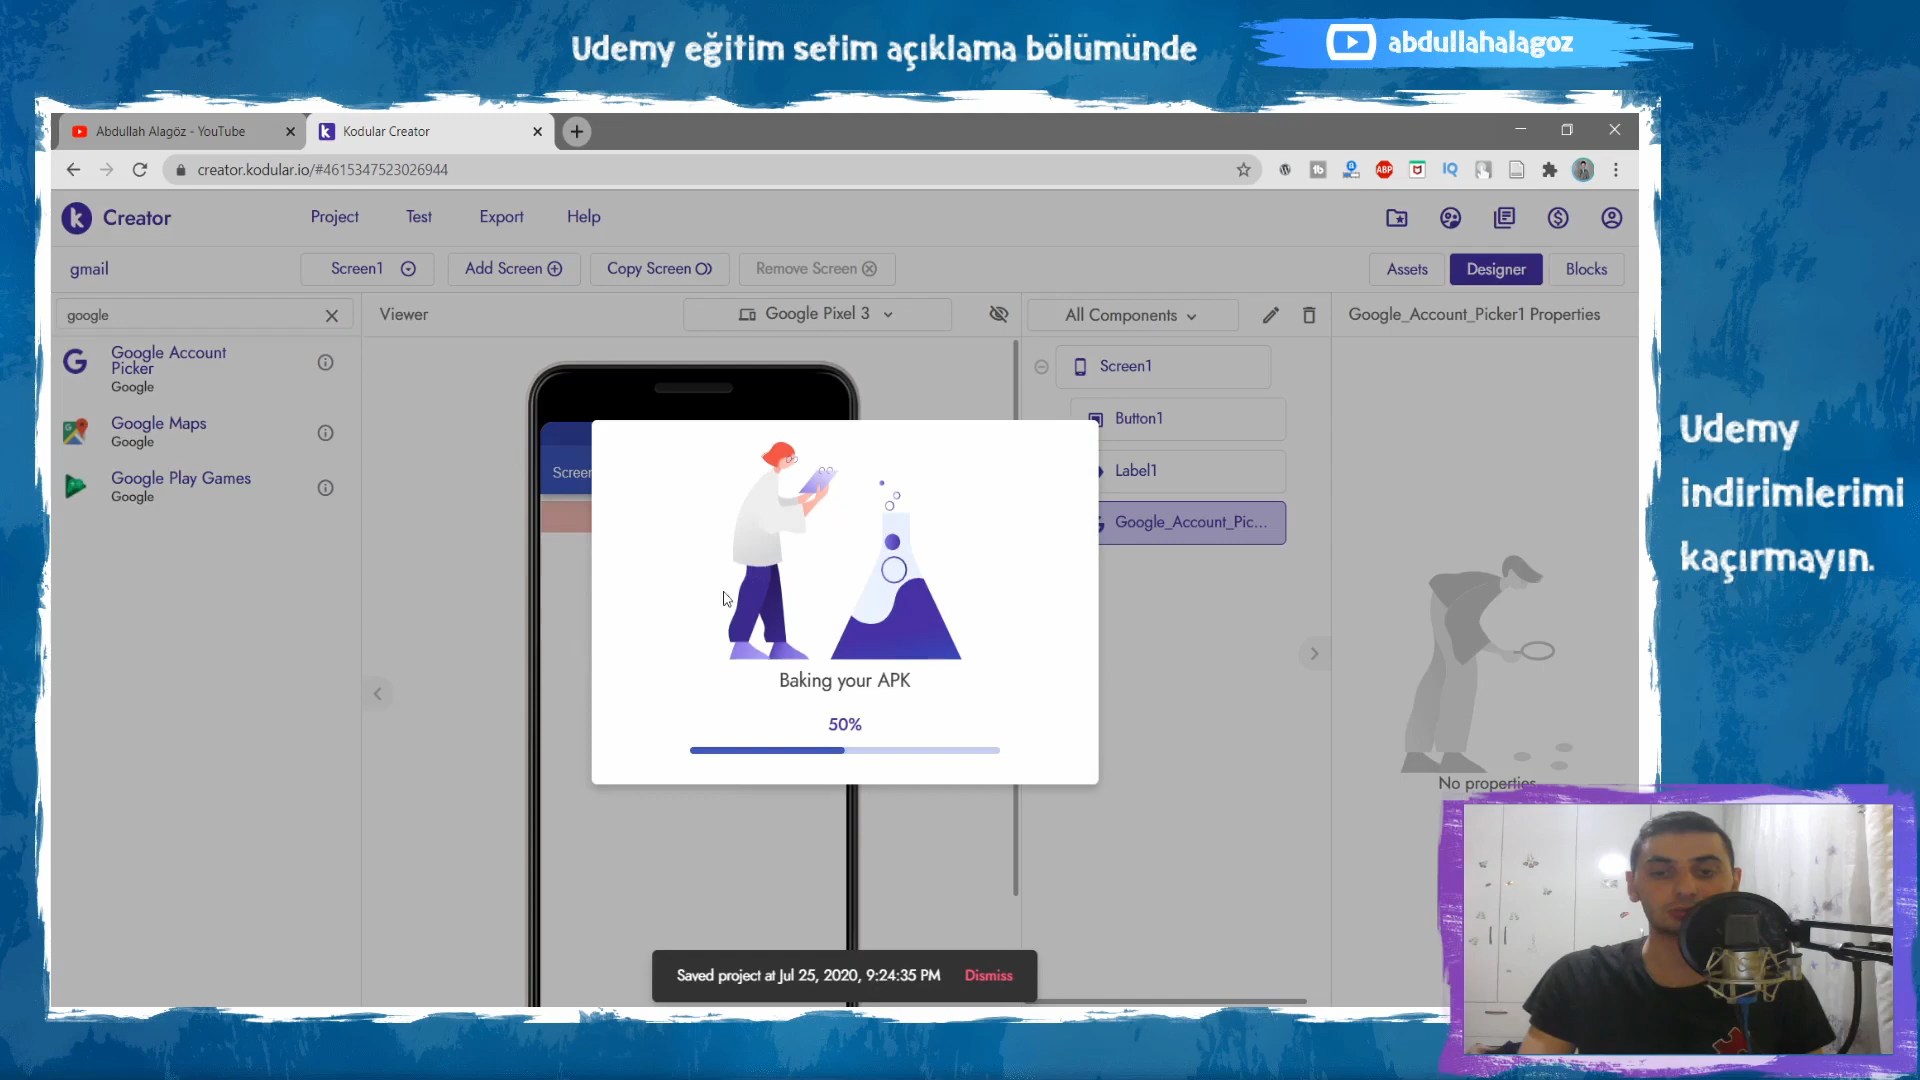 Udemy eğitim setim açıklama bölümünde
abdullahalagoz
Abdullah Alagöz - YouTube
Kodular Creator
creator.kodular.io/#4615347523026944
Creator
Project
Test
Export
Help
gmail
Screen1
Add Screen
Copy Screen
Remove Screen
Assets
Designer
Blocks
google
Viewer
Google Pixel 3
All Components
Google_Account_Picker1 Properties
Google Account
Picker
Google
Google Maps
Google
Google Play Games
Google
Screen1
Button1
Label1
Google_Account_Pic...
Screen
Baking your APK
50%
No properties
Saved project at Jul 25, 2020, 9:24:35 PM
Dismiss
Udemy
indirimlerimi
kaçırmayın.
ABP
IQ